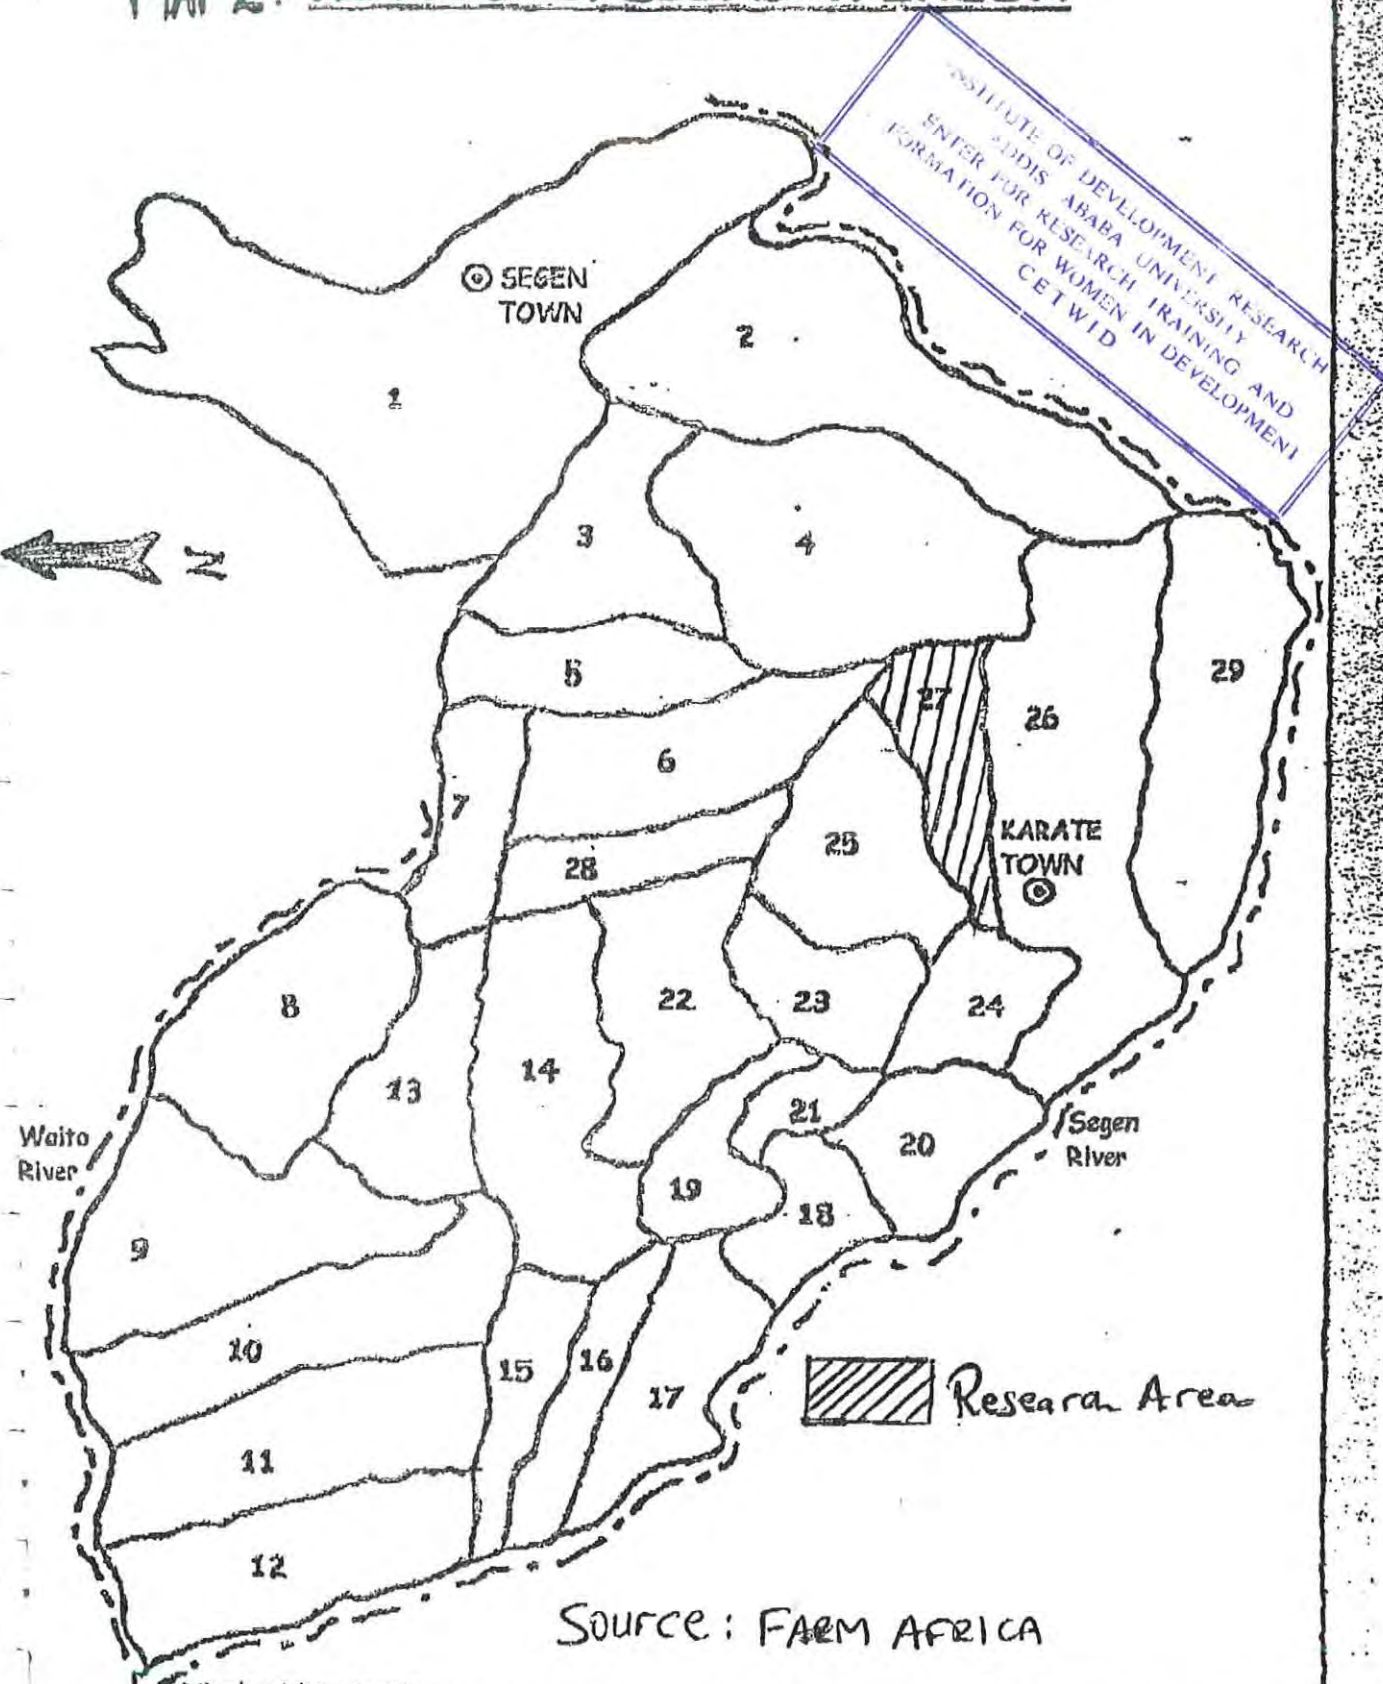 INSTITUTE OF DEVELOPMENT RESEARCH
ADDIS ABABA UNIVERSITY
ENTER FOR RESEARCH TRAINING AND
FORMATION FOR WOMEN IN DEVELOPMENT
CETWID
SEGEN
TOWN
1
2
3
4
N
5
6
7
27
26
29
KARATE
TOWN
25
28
8
22
23
24
13
14
21
Waito
River
Segen
River
20
19
18
9
10
15
16
17
Research Area
11
12
Source: FARM AFRICA